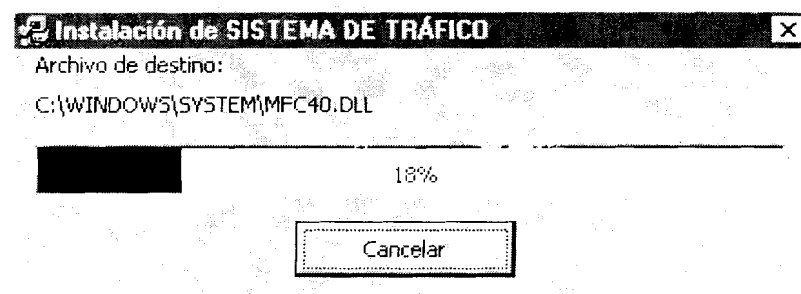 Instalación de SISTEMA DE TRÁFICO
Archivo de destino:
C:\WINDOWS\SYSTEM\MFC40.DLL
18%
Cancelar